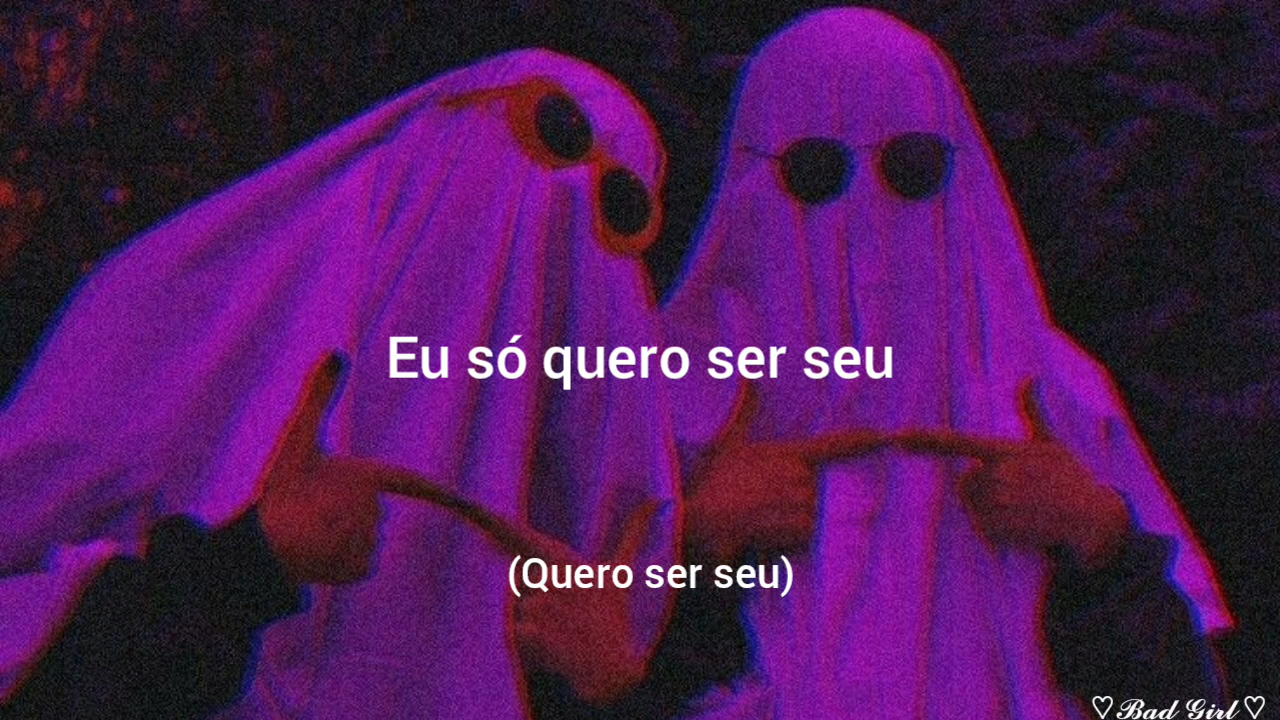 Eu só quero ser seu
(Quero ser seu)
♡ Bad Girl ♡